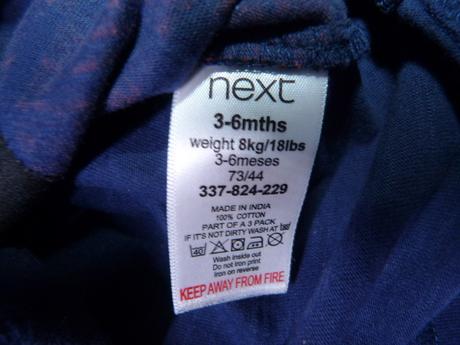 next
3-6mths
weight 8kg/18lbs
3-6meses
73/44
337-824-229
MADE IN INDIA
100% COTTON
PART OF A 3 PACK
IF IT'S NOT DIRTY WASH AT 30
40
Wash inside out
Do not iron print
Iron on reverse
KEEP AWAY FROM FIRE